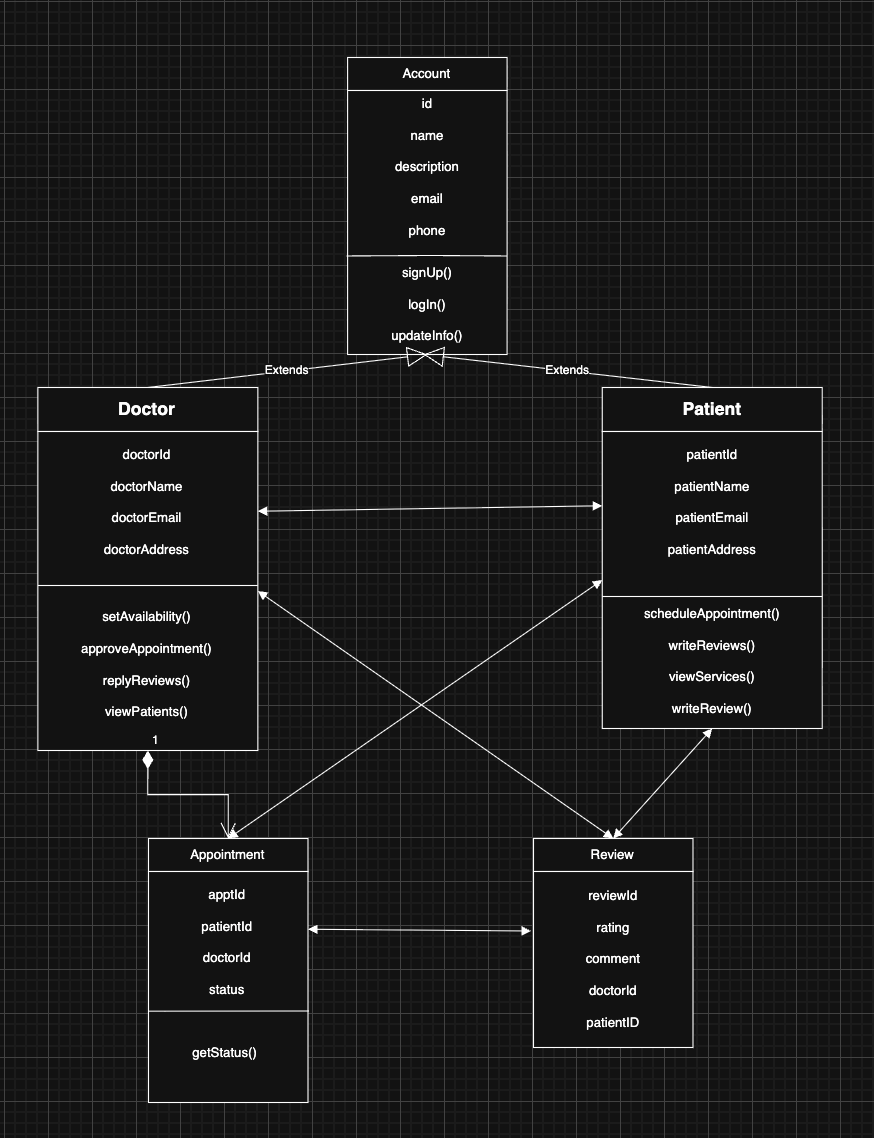 Account
id
name
description
email
phone
signUp()
logIn()
updateInfo()
Extends
Extends
Doctor
doctorId
doctorName
doctorEmail
doctorAddress
setAvailability()
approveAppointment()
replyReviews()
viewPatients()
1
Patient
patientId
patientName
patientEmail
patientAddress
scheduleAppointment()
writeReviews()
viewServices()
writeReview()
Appointment
apptId
patientId
doctorId
status
getStatus()
Review
reviewId
rating
comment
doctorId
patientID